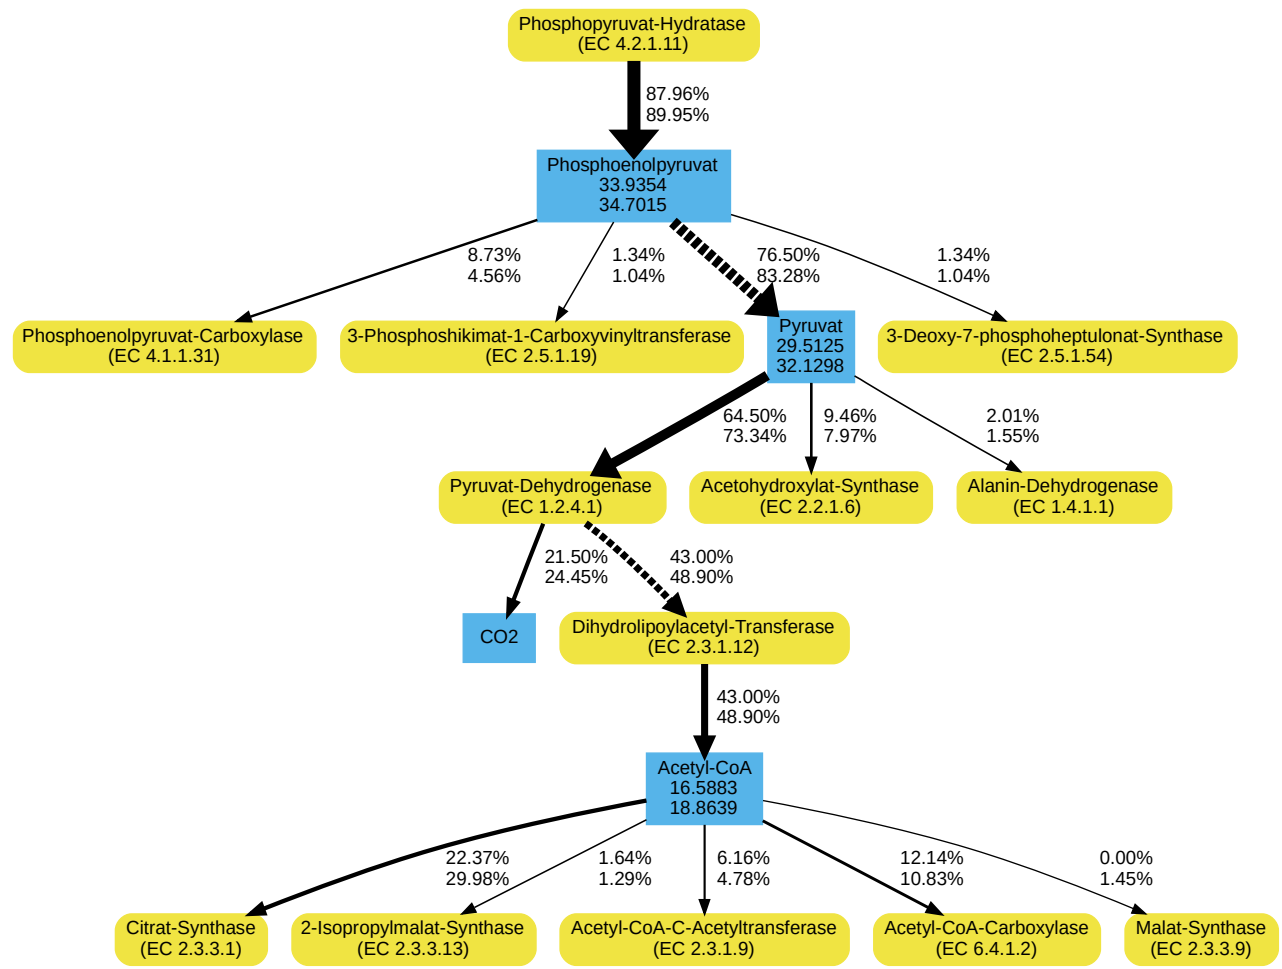 Phosphopyruvat-Hydratase
(EC 4.2.1.11)
87.96%
89.95%
Phosphoenolpyruvat
33.9354
34.7015
8.73%
4.56%
1.34%
1.04%
76.50%
83.28%
1.34%
1.04%
Phosphoenolpyruvat-Carboxylase
(EC 4.1.1.31)
3-Phosphoshikimat-1-Carboxyvinyltransferase
(EC 2.5.1.19)
Pyruvat
29.5125
32.1298
3-Deoxy-7-phosphoheptulonat-Synthase
(EC 2.5.1.54)
64.50%
73.34%
9.46%
7.97%
2.01%
1.55%
Pyruvat-Dehydrogenase
(EC 1.2.4.1)
Acetohydroxylat-Synthase
(EC 2.2.1.6)
Alanin-Dehydrogenase
(EC 1.4.1.1)
21.50%
24.45%
43.00%
48.90%
CO2
Dihydrolipoylacetyl-Transferase
(EC 2.3.1.12)
43.00%
48.90%
Acetyl-CoA
16.5883
18.8639
22.37%
29.98%
1.64%
1.29%
6.16%
4.78%
12.14%
10.83%
0.00%
1.45%
Citrat-Synthase
(EC 2.3.3.1)
2-Isopropylmalat-Synthase
(EC 2.3.3.13)
Acetyl-CoA-C-Acetyltransferase
(EC 2.3.1.9)
Acetyl-CoA-Carboxylase
(EC 6.4.1.2)
Malat-Synthase
(EC 2.3.3.9)